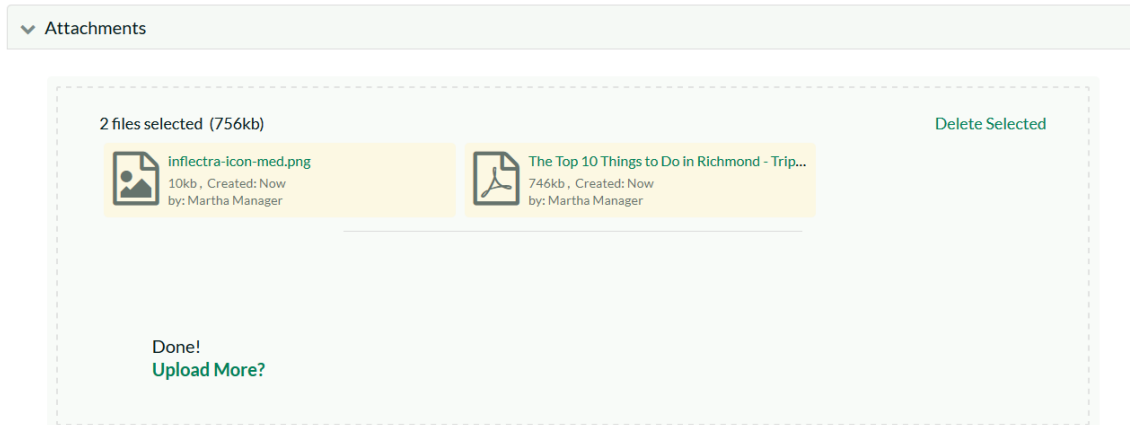 Attachments
2 files selected (756kb)
Delete Selected
inflectra-icon-med.png
10kb , Created: Now
by: Martha Manager
The Top 10 Things to Do in Richmond - Trip...
746kb , Created: Now
by: Martha Manager
Done!
Upload More?